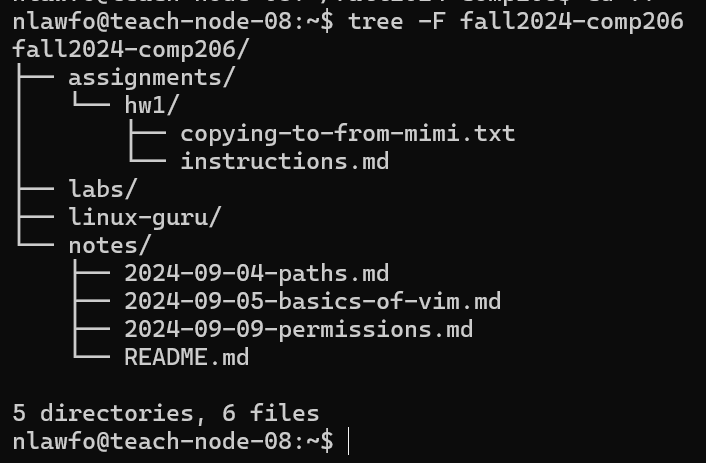 nlawfo@teach-node-08:~$ tree -F fall2024-comp206
fall2024-comp206/
├── assignments/
│   └── hw1/
│       ├── copying-to-from-mimi.txt
│       └── instructions.md
├── labs/
├── linux-guru/
└── notes/
    ├── 2024-09-04-paths.md
    ├── 2024-09-05-basics-of-vim.md
    ├── 2024-09-09-permissions.md
    └── README.md
5 directories, 6 files
nlawfo@teach-node-08:~$